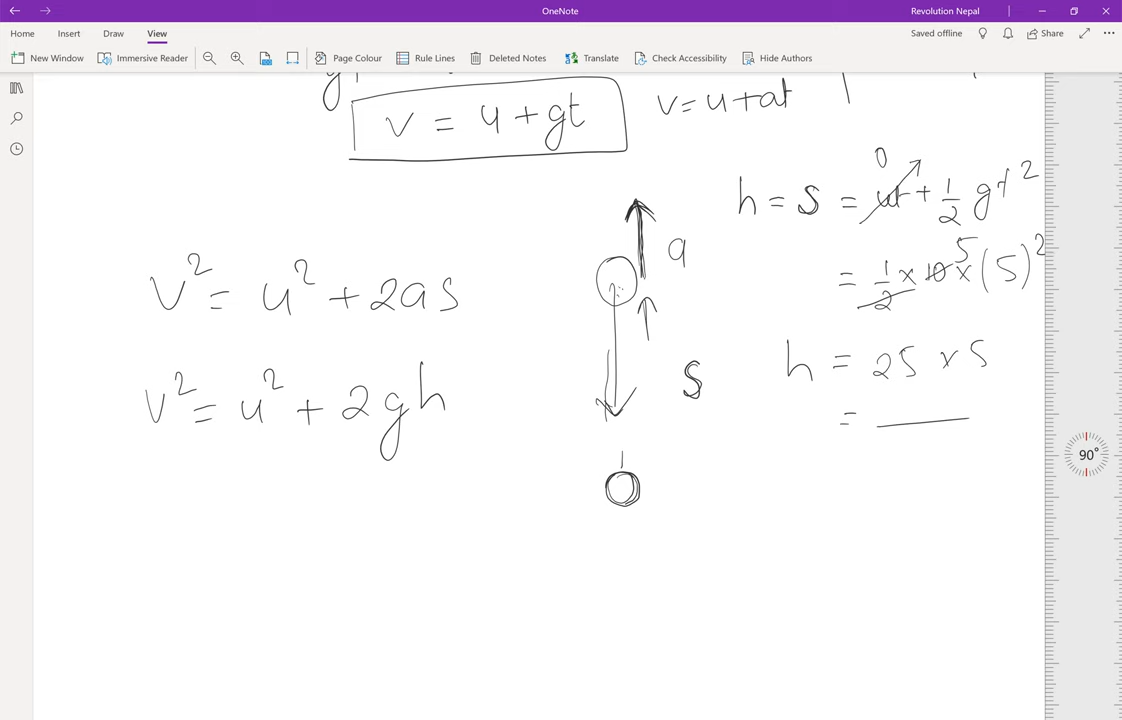 OneNote
Revolution Nepal
Home Insert Draw View
Saved offline Share
New Window Immersive Reader Page Colour Rule Lines Deleted Notes Translate Check Accessibility Hide Authors
v = u + gt
v = u + at
h = s = ut + 1/2 gt²
0
= 1/2 × 10 × (5)²
5
v² = u² + 2as
a
h = 25 × 5
s
v² = u² + 2gh
=
90°